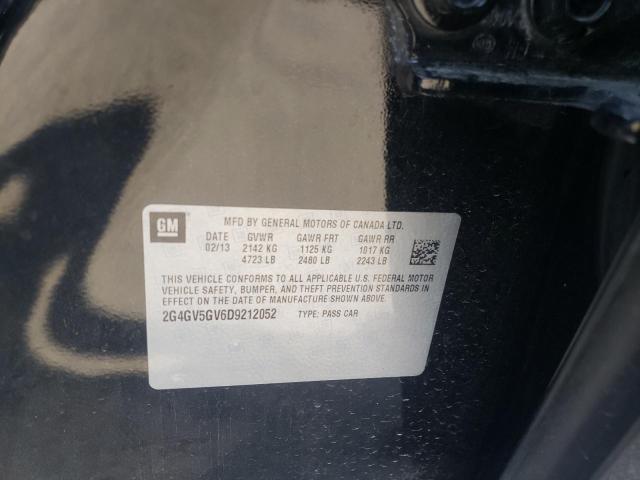 GM
MFD BY GENERAL MOTORS OF CANADA LTD.
DATE GVWR GAWR FRT GAWR RR
02/13 2142 KG 1125 KG 1017 KG
4723 LB 2480 LB 2243 LB
THIS VEHICLE CONFORMS TO ALL APPLICABLE U.S. FEDERAL MOTOR
VEHICLE SAFETY, BUMPER, AND THEFT PREVENTION STANDARDS IN
EFFECT ON THE DATE OF MANUFACTURE SHOWN ABOVE.
2G4GV5GV6D9212052 TYPE: PASS CAR